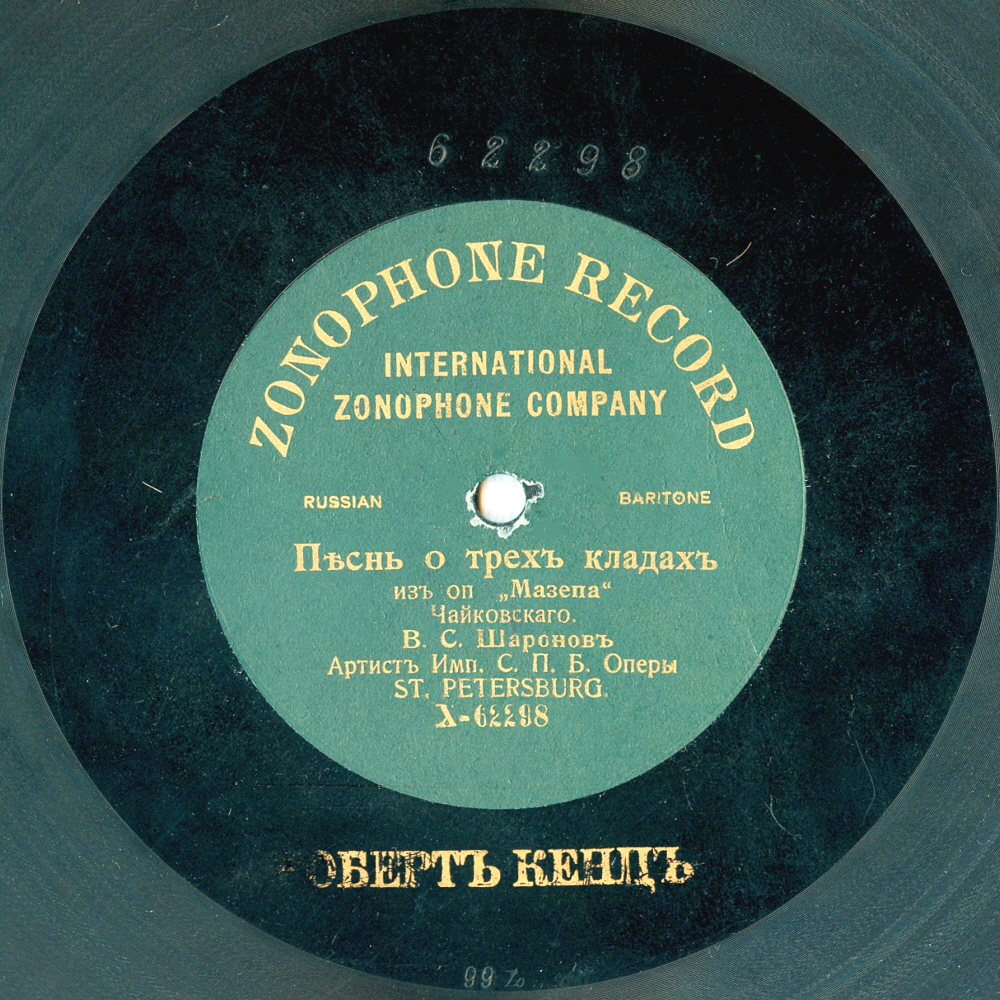 62298
ZONOPHONE RECORD
INTERNATIONAL
ZONOPHONE COMPANY
RUSSIAN
BARITONE
Пѣснь о трехъ кладахъ
изъ оп „Мазепа“
Чайковскаго.
В. С. Шароновъ
Артистъ Имп. С. П. Б. Оперы
ST. PETERSBURG.
X-62298
ОБЕРТЪ КЕНЦЪ